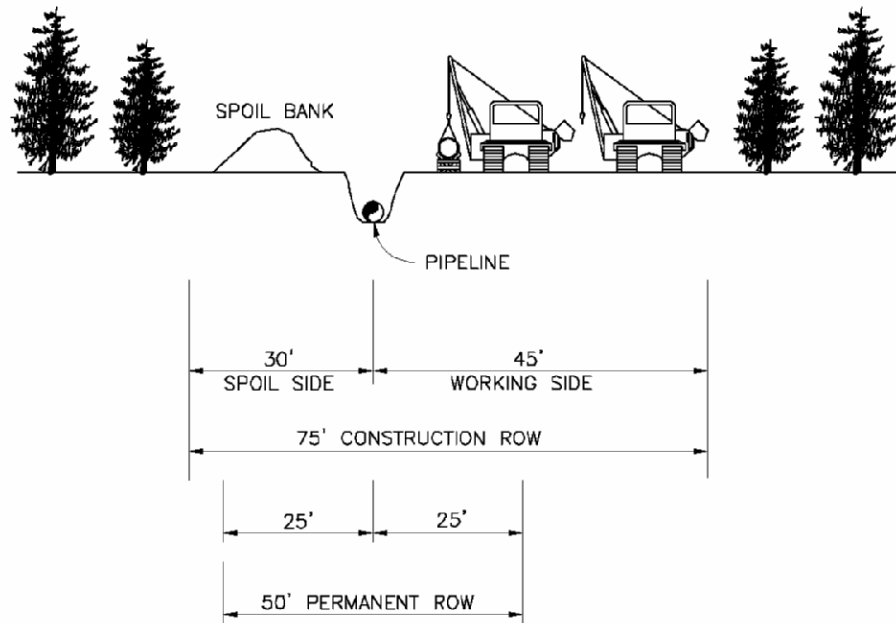 SPOIL BANK
PIPELINE
30' 45'
SPOIL SIDE WORKING SIDE
75' CONSTRUCTION ROW
25' 25'
50' PERMANENT ROW